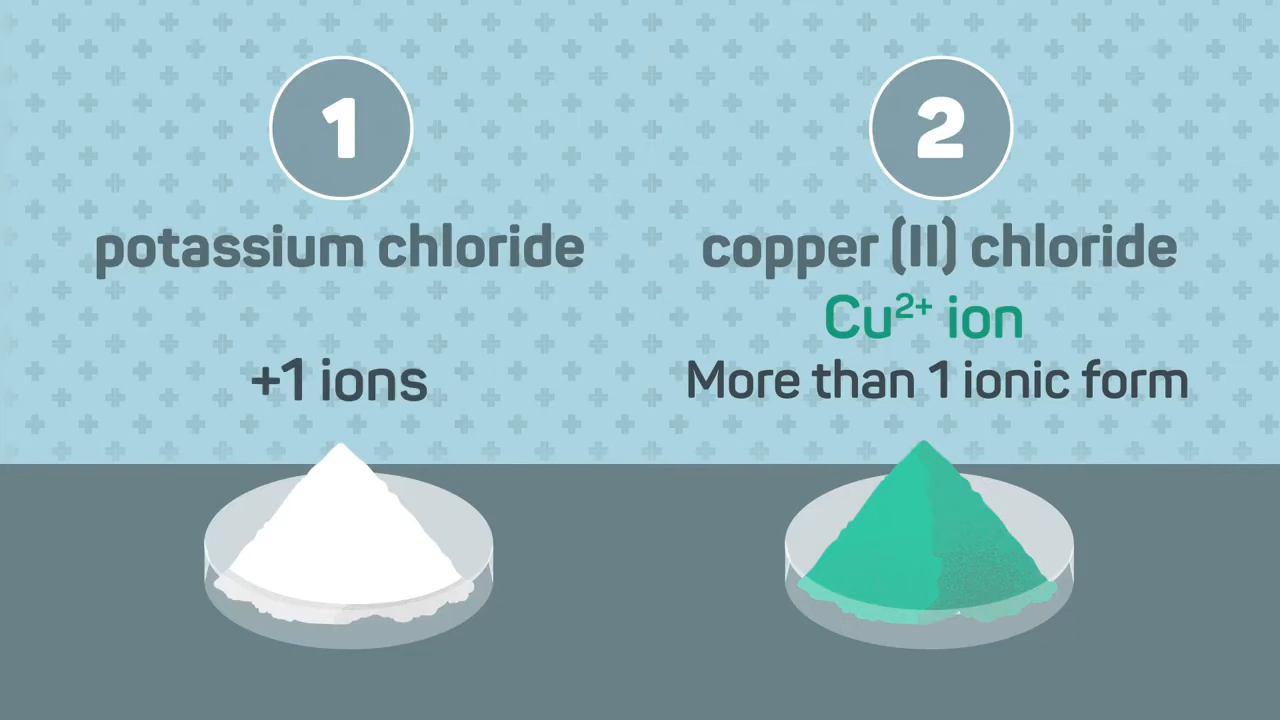 1
potassium chloride
+1 ions
2
copper (II) chloride
Cu²⁺ ion
More than 1 ionic form